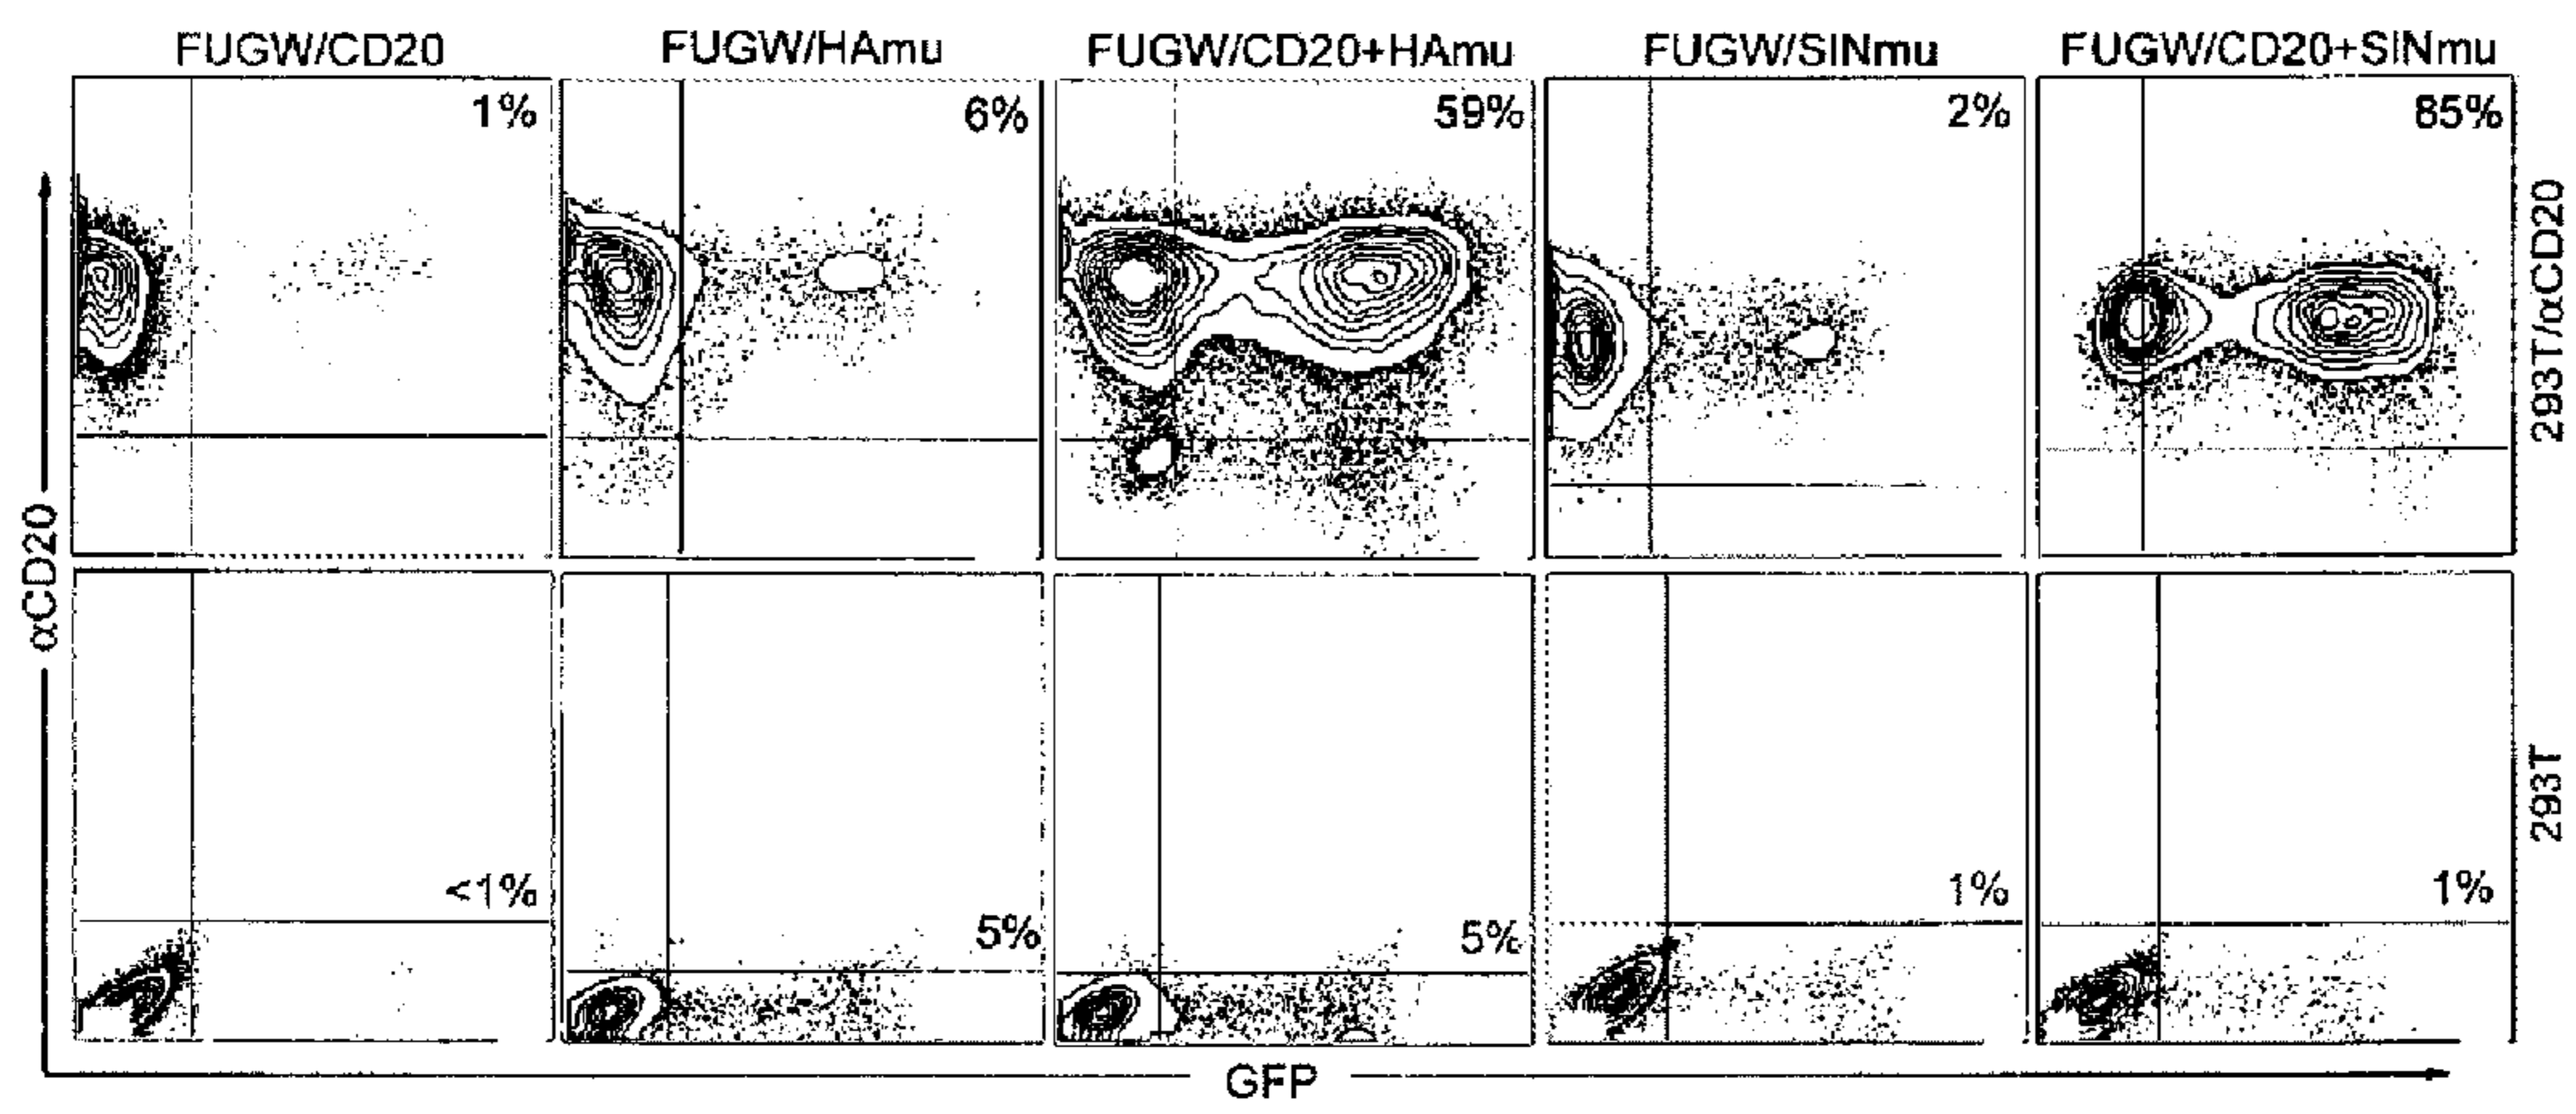 FUGW/CD20
FUGW/HAmu
FUGW/CD20+HAmu
FUGW/SINmu
FUGW/CD20+SINmu
1%
6%
59%
2%
85%
293T/αCD20
αCD20
<1%
5%
5%
1%
1%
293T
GFP